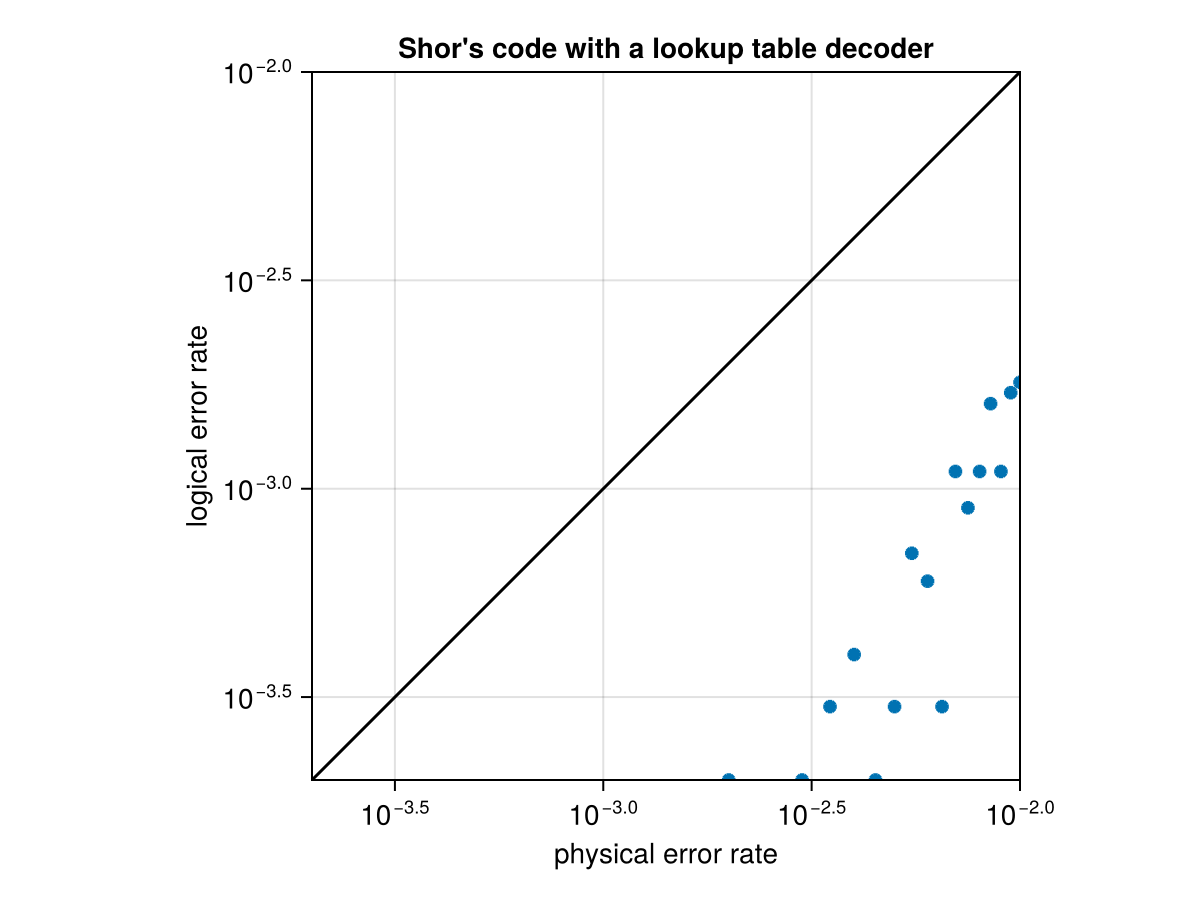 Shor's code with a lookup table decoder
10^−2.0
10^−2.5
10^−3.0
10^−3.5
logical error rate
10^−3.5 10^−3.0 10^−2.5 10^−2.0
physical error rate